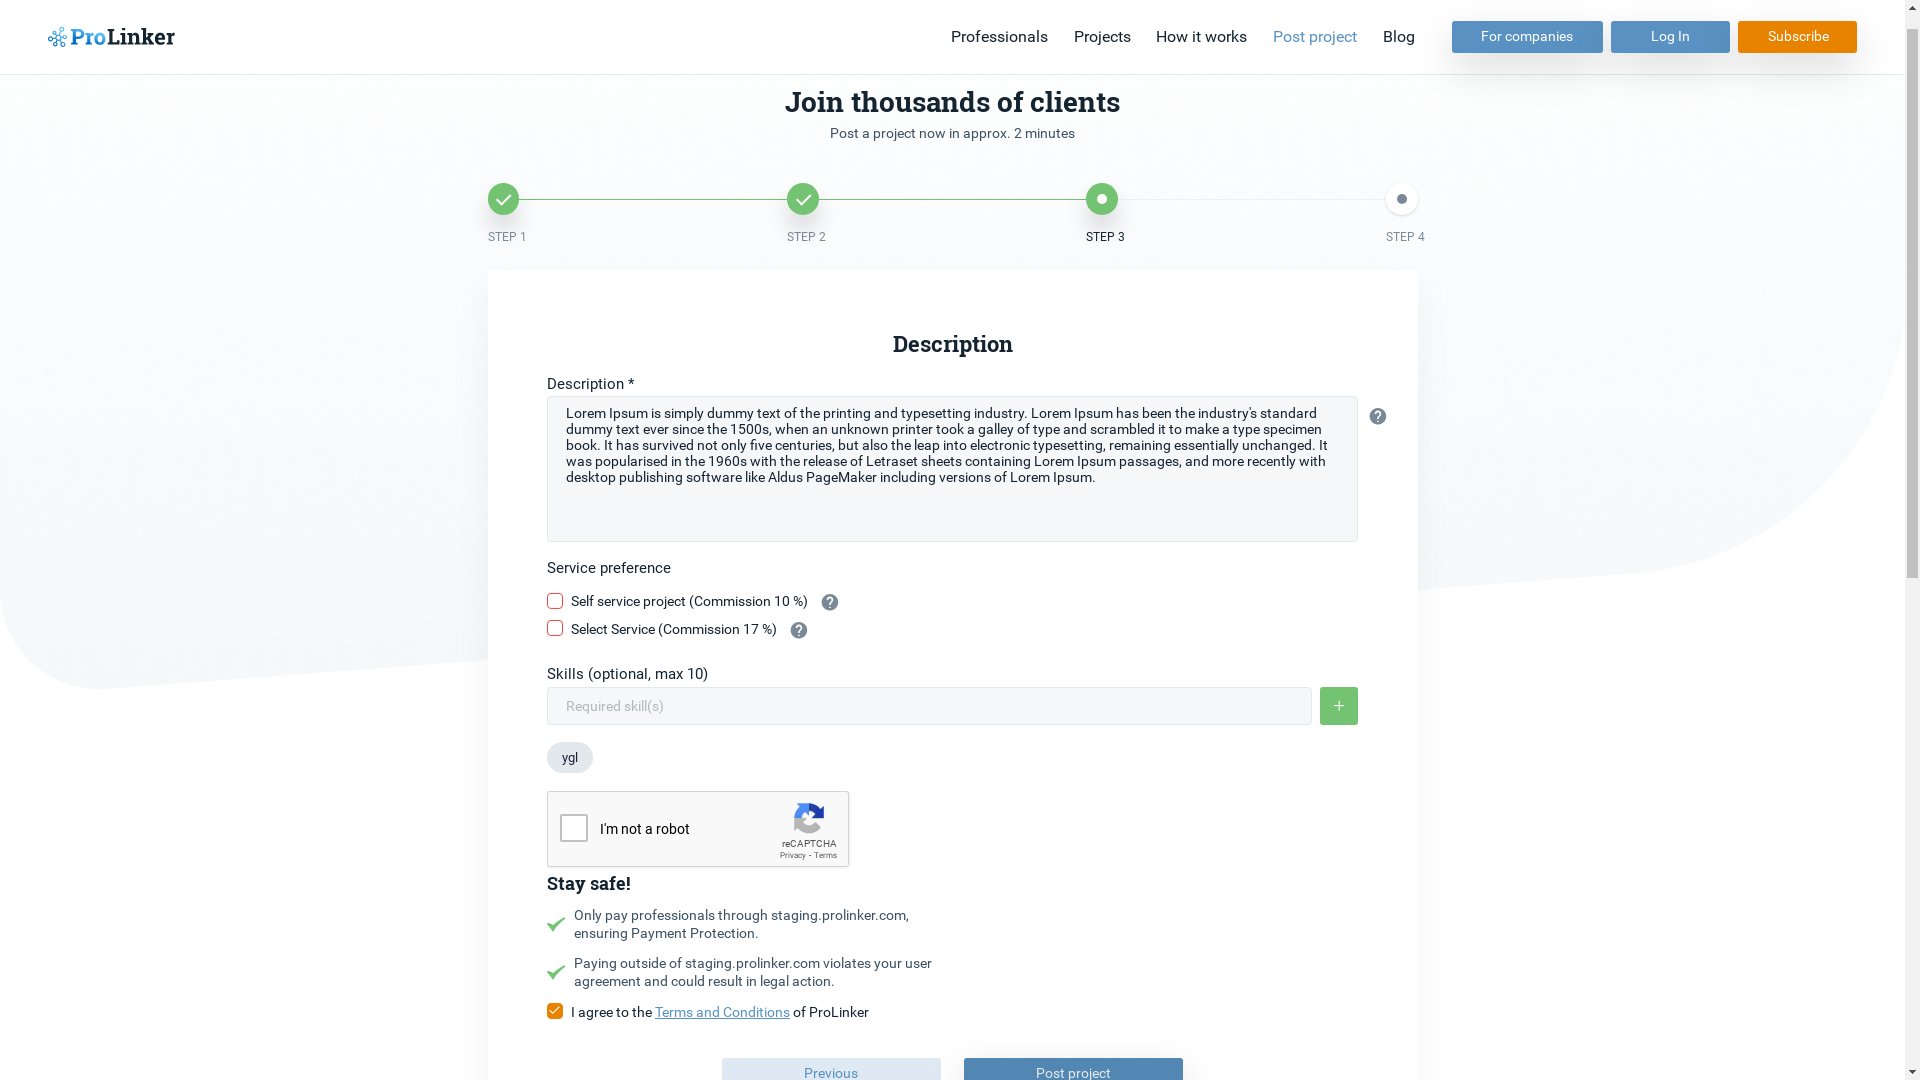 ProLinker
Professionals Projects How it works Post project Blog For companies Log In Subscribe
Join thousands of clients
Post a project now in approx. 2 minutes
STEP 1 STEP 2 STEP 3 STEP 4
Description
Description *
Lorem Ipsum is simply dummy text of the printing and typesetting industry. Lorem Ipsum has been the industry's standard
dummy text ever since the 1500s, when an unknown printer took a galley of type and scrambled it to make a type specimen
book. It has survived not only five centuries, but also the leap into electronic typesetting, remaining essentially unchanged. It
was popularised in the 1960s with the release of Letraset sheets containing Lorem Ipsum passages, and more recently with
desktop publishing software like Aldus PageMaker including versions of Lorem Ipsum.
Service preference
Self service project (Commission 10 %)
Select Service (Commission 17 %)
Skills (optional, max 10)
Required skill(s)
+
ygl
I'm not a robot
reCAPTCHA
Privacy - Terms
Stay safe!
Only pay professionals through staging.prolinker.com,
ensuring Payment Protection.
Paying outside of staging.prolinker.com violates your user
agreement and could result in legal action.
I agree to the Terms and Conditions of ProLinker
Previous Post project